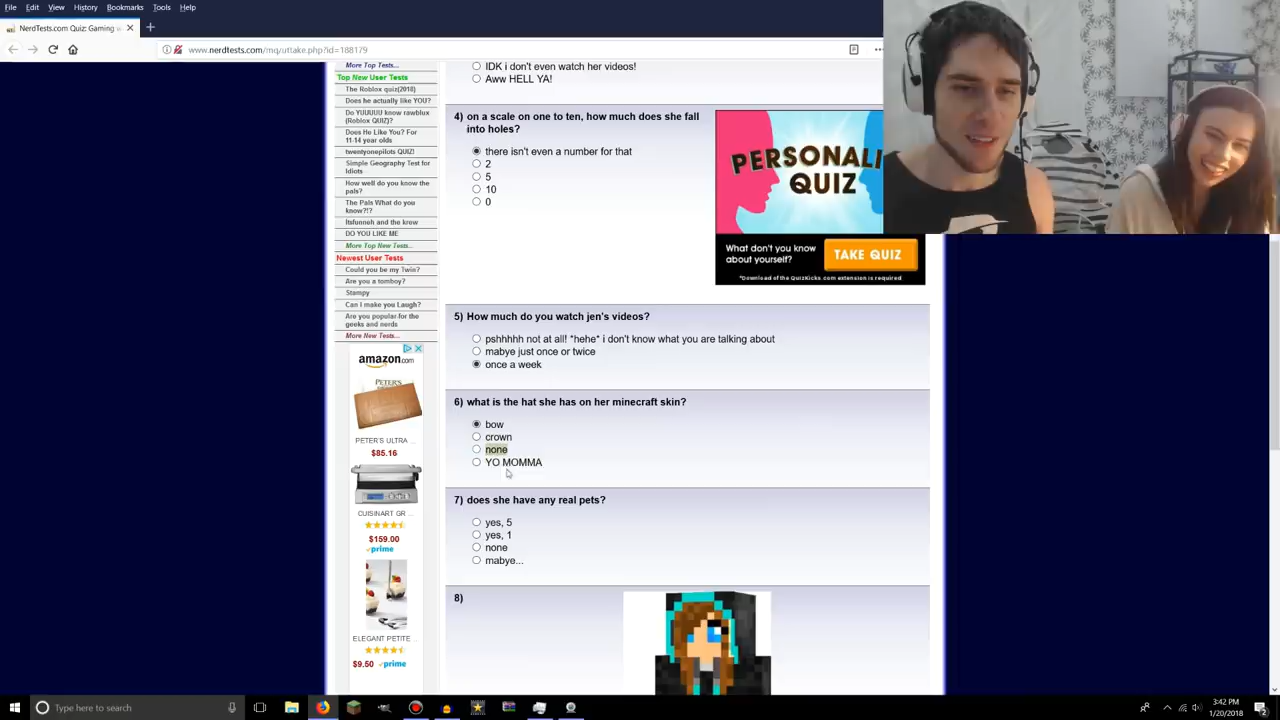 File Edit View History Bookmarks Tools Help
NerdTests.com Quiz: Gaming w
www.nerdtests.com/mq/uttake.php?id=188179
More Top Tests...
Top New User Tests
The Roblox quiz(2018)
Does he actually like YOU?
Do YUUUUU know rawblux
(Roblox QUIZ)?
Does He Like You? For
11-14 year olds
twentyonepilots QUIZ!
Simple Geography Test for
Idiots
How well do you know the
pals?
The Pals What do you
know?!?
Itsfunneh and the krew
DO YOU LIKE ME
More Top New Tests...
Newest User Tests
Could you be my Twin?
Are you a tomboy?
Stampy
Can I make you Laugh?
Are you popular-for the
geeks and nerds
More New Tests...
amazon.com
PETER'S
PETER'S ULTRA ...
$85.16
CUISINART GR ...
$159.00
prime
ELEGANT PETITE ...
$9.50 prime
IDK i don't even watch her videos!
Aww HELL YA!
4) on a scale on one to ten, how much does she fall
into holes?
there isn't even a number for that
2
5
10
0
PERSONALI
QUIZ
What don't you know
about yourself?
TAKE QUIZ
*Download of the QuizKicks.com extension is required
5) How much do you watch jen's videos?
pshhhhh not at all! *hehe* i don't know what you are talking about
mabye just once or twice
once a week
6) what is the hat she has on her minecraft skin?
bow
crown
none
YO MOMMA
7) does she have any real pets?
yes, 5
yes, 1
none
mabye...
8)
Type here to search
3:42 PM
1/20/2018
2